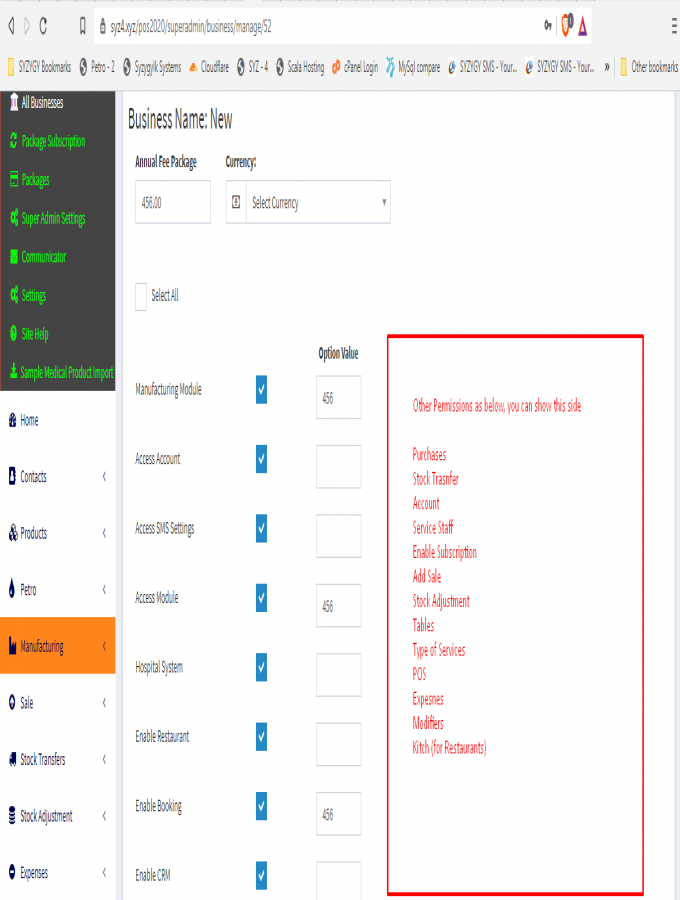 syz4.xyz/pos2020/superadmin/business/manage/52
SYZYGY Bookmarks
Petro - 2
Syzygylk Systems
Cloudflare
SYZ - 4
Scala Hosting
cPanel Login
MySql compare
SYZYGY SMS - Your...
SYZYGY SMS - Your...
»
Other bookmarks
All Businesses
Package Subscription
Packages
Super Admin Settings
Communicator
Settings
Site Help
Sample Medical Product Import
Home
Contacts
Products
Petro
Manufacturing
Sale
Stock Transfers
Stock Adjustment
Expenses
Business Name: New
Annual Fee Package
Currency:
456.00
Select Currency
Select All
Option Value
Manufacturing Module
456
Access Account
Access SMS Settings
Access Module
456
Hospital System
Enable Restaurant
Enable Booking
456
Enable CRM
Other Permissions as below, you can show this side
Purchases
Stock Trasnfer
Account
Service Staff
Enable Subscription
Add Sale
Stock Adjustment
Tables
Type of Services
POS
Expesnes
Modifiers
Kitch (for Restaurants)